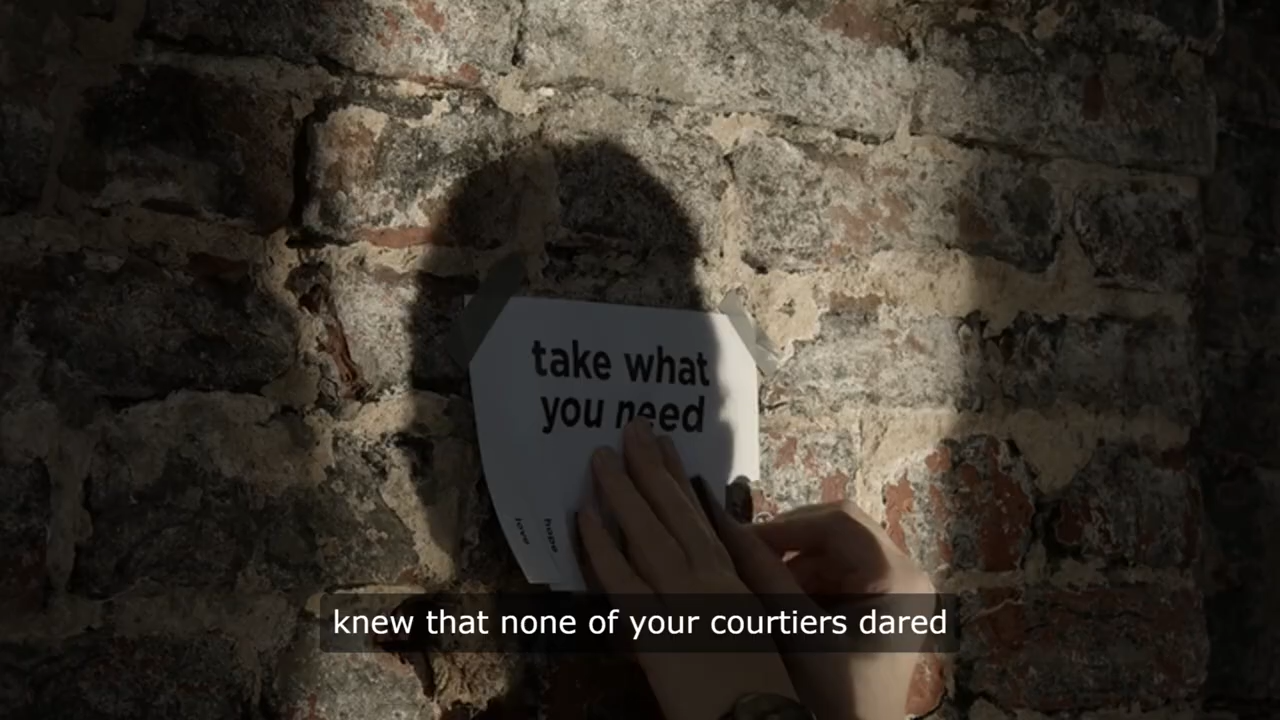 take what
you need
love
hope
knew that none of your courtiers dared